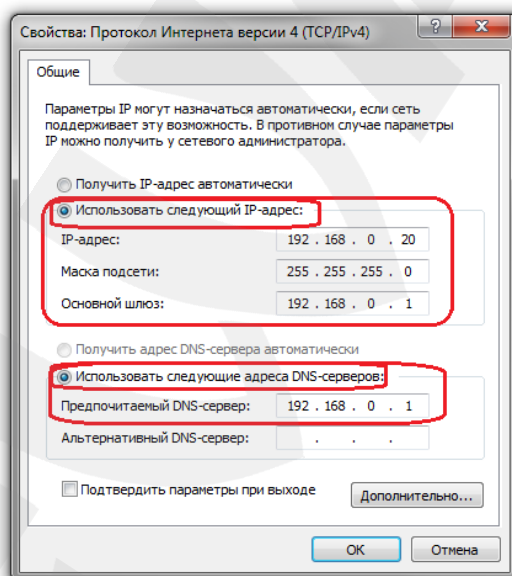 Свойства: Протокол Интернета версии 4 (TCP/IPv4)
?
Общие
Параметры IP могут назначаться автоматически, если сеть
поддерживает эту возможность. В противном случае параметры
IP можно получить у сетевого администратора.
Получить IP-адрес автоматически
Использовать следующий IP-адрес:
IP-адрес: 192 . 168 . 0 . 20
Маска подсети: 255 . 255 . 255 . 0
Основной шлюз: 192 . 168 . 0 . 1
Получить адрес DNS-сервера автоматически
Использовать следующие адреса DNS-серверов:
Предпочитаемый DNS-сервер: 192 . 168 . 0 . 1
Альтернативный DNS-сервер: . . .
Подтвердить параметры при выходе
Дополнительно...
ОК Отмена